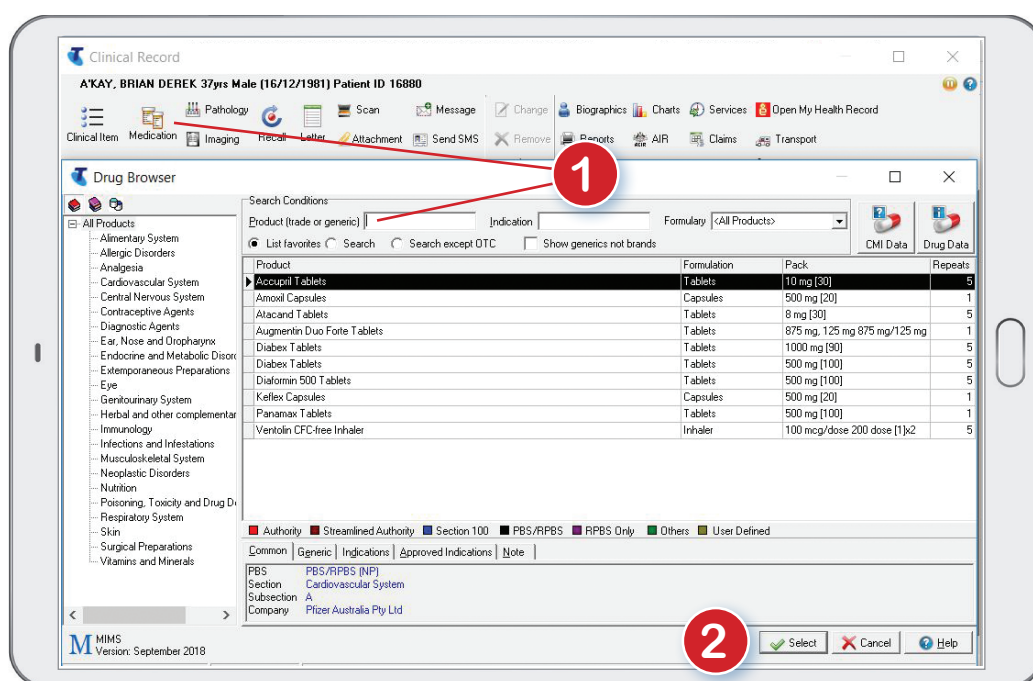 Clinical Record
A'KAY, BRIAN DEREK 37yrs Male (16/12/1981) Patient ID 16880
Clinical Item
Medication
Pathology
Imaging
Recall
Letter
Scan
Attachment
Message
Send SMS
Change
Remove
Biographics
Charts
Services
Open My Health Record
Reports
AIR
Claims
Transport
1
Drug Browser
Search Conditions
Product (trade or generic)
Indication
Formulary <All Products>
List favorites Search Search except OTC Show generics not brands
CMI Data
Drug Data
All Products
Alimentary System
Allergic Disorders
Analgesia
Cardiovascular System
Central Nervous System
Contraceptive Agents
Diagnostic Agents
Ear, Nose and Oropharynx
Endocrine and Metabolic Disord
Extemporaneous Preparations
Eye
Genitourinary System
Herbal and other complementar
Immunology
Infections and Infestations
Musculoskeletal System
Neoplastic Disorders
Nutrition
Poisoning, Toxicity and Drug De
Respiratory System
Skin
Surgical Preparations
Vitamins and Minerals
Product Formulation Pack Repeats
Accupril Tablets Tablets 10 mg [30] 5
Amoxil Capsules Capsules 500 mg [20] 1
Atacand Tablets Tablets 8 mg [30] 5
Augmentin Duo Forte Tablets Tablets 875 mg, 125 mg 875 mg/125 mg 1
Diabex Tablets Tablets 1000 mg [90] 5
Diabex Tablets Tablets 500 mg [100] 5
Diaformin 500 Tablets Tablets 500 mg [100] 5
Keflex Capsules Capsules 500 mg [20] 1
Panamax Tablets Tablets 500 mg [100] 1
Ventolin CFC-free Inhaler Inhaler 100 mcg/dose 200 dose [1]x2 5
Authority Streamlined Authority Section 100 PBS/RPBS RPBS Only Others User Defined
Common Generic Indications Approved Indications Note
PBS PBS/RPBS (NP)
Section Cardiovascular System
Subsection A
Company Pfizer Australia Pty Ltd
M MIMS
Version: September 2018
2
Select
Cancel
Help